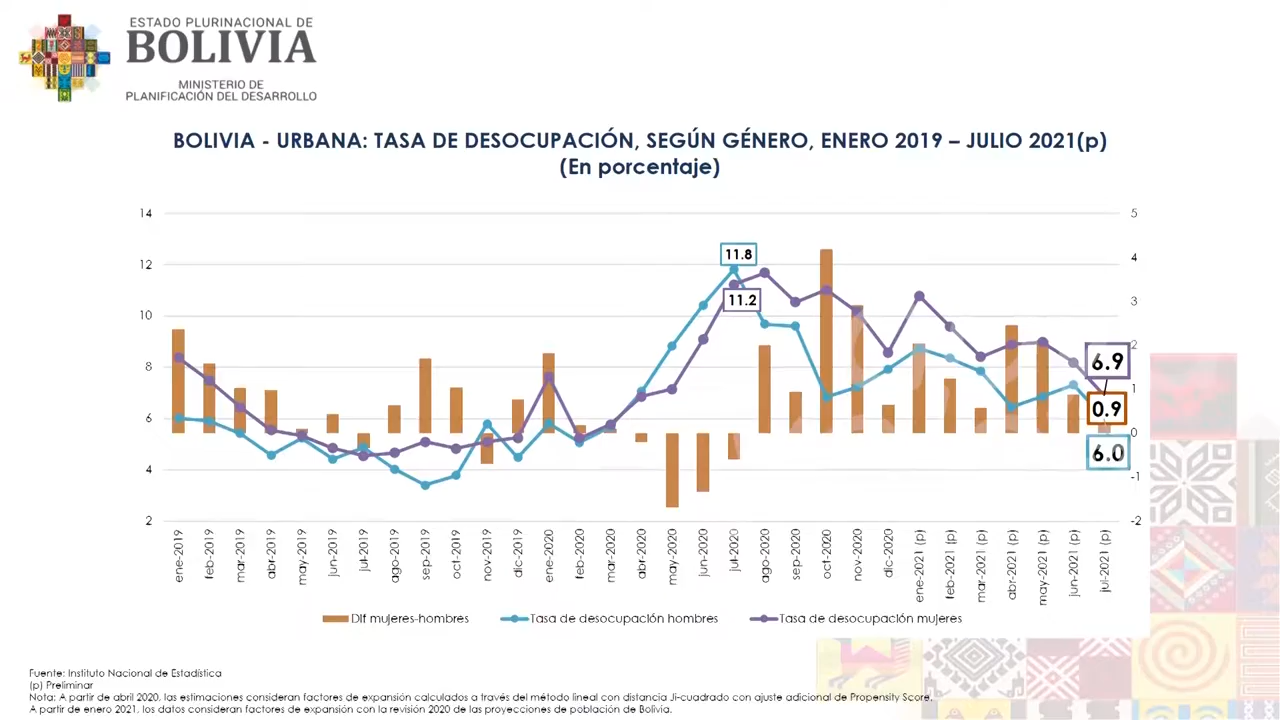 ESTADO PLURINACIONAL DE
BOLIVIA
MINISTERIO DE
PLANIFICACIÓN DEL DESARROLLO
BOLIVIA - URBANA: TASA DE DESOCUPACIÓN, SEGÚN GÉNERO, ENERO 2019 – JULIO 2021(p)
(En porcentaje)
14
12
10
8
6
4
2
5
4
3
2
1
0
-1
-2
11.8
11.2
6.9
0.9
6.0
ene-2019
feb-2019
mar-2019
abr-2019
may-2019
jun-2019
jul-2019
ago-2019
sep-2019
oct-2019
nov-2019
dic-2019
ene-2020
feb-2020
mar-2020
abr-2020
may-2020
jun-2020
jul-2020
ago-2020
sep-2020
oct-2020
nov-2020
dic-2020
ene-2021 (p)
feb-2021 (p)
mar-2021 (p)
abr-2021 (p)
may-2021 (p)
jun-2021 (p)
jul-2021 (p)
Dif mujeres-hombres
Tasa de desocupación hombres
Tasa de desocupación mujeres
Fuente: Instituto Nacional de Estadística
(p) Preliminar
Nota: A partir de abril 2020, las estimaciones consideran factores de expansión calculados a través del método lineal con distancia Ji-cuadrado con ajuste adicional de Propensity Score.
A partir de enero 2021, los datos consideran factores de expansión con la revisión 2020 de las proyecciones de población de Bolivia.